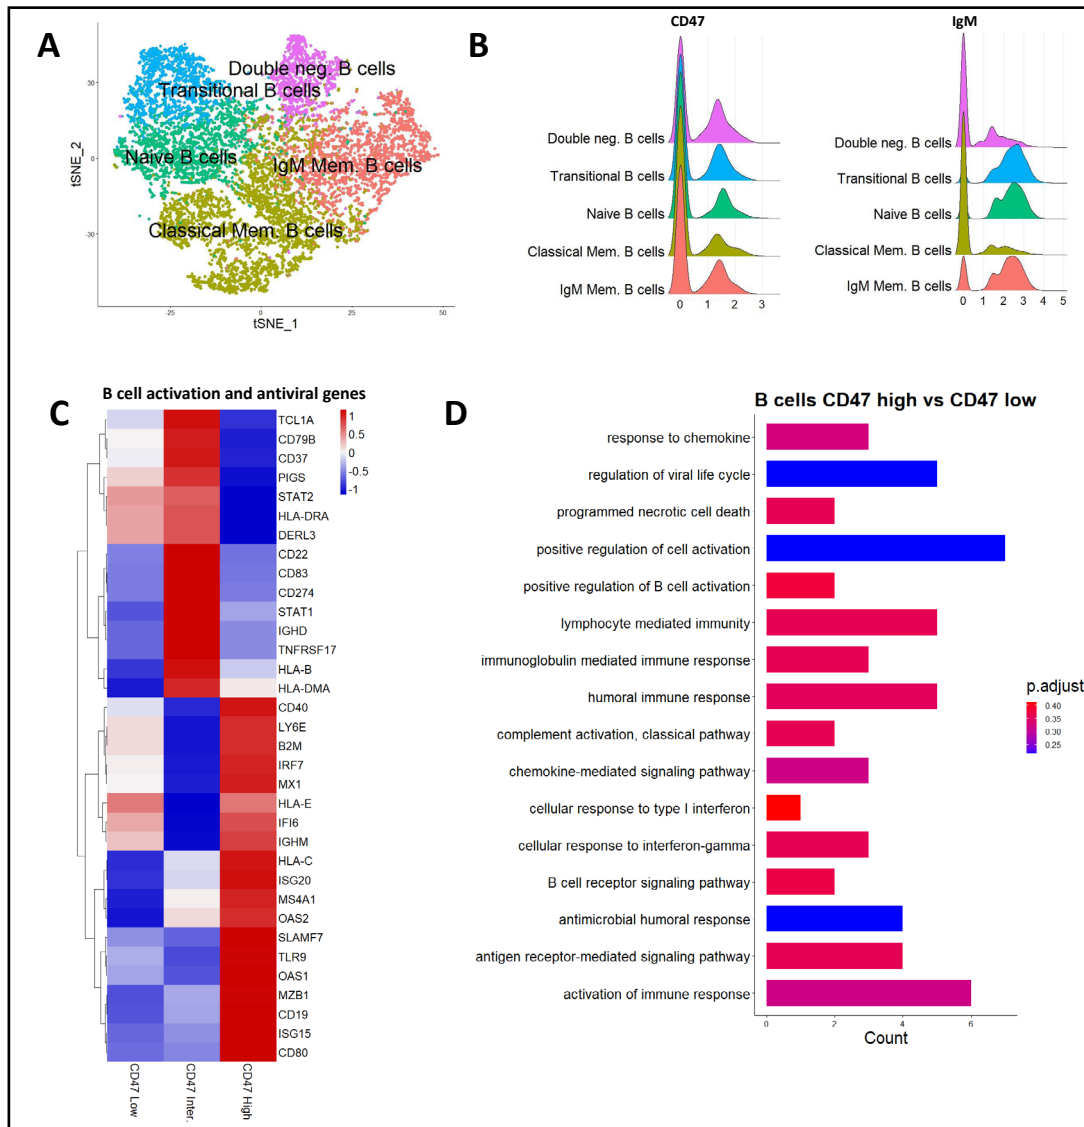 A
Double neg. B cells
Transitional B cells
Naive B cells
IgM Mem. B cells
Classical Mem. B cells
30
0
-30
tSNE_2
-25
0
25
50
tSNE_1
B
CD47
Double neg. B cells
Transitional B cells
Naive B cells
Classical Mem. B cells
IgM Mem. B cells
0 1 2 3
IgM
Double neg. B cells
Transitional B cells
Naive B cells
Classical Mem. B cells
IgM Mem. B cells
0 1 2 3 4 5
C
B cell activation and antiviral genes
1
0.5
0
-0.5
-1
TCL1A
CD79B
CD37
PIGS
STAT2
HLA-DRA
DERL3
CD22
CD83
CD274
STAT1
IGHD
TNFRSF17
HLA-B
HLA-DMA
CD40
LY6E
B2M
IRF7
MX1
HLA-E
IFI6
IGHM
HLA-C
ISG20
MS4A1
OAS2
SLAMF7
TLR9
OAS1
MZB1
CD19
ISG15
CD80
CD47 Low
CD47 Inter.
CD47 High
D
B cells CD47 high vs CD47 low
response to chemokine
regulation of viral life cycle
programmed necrotic cell death
positive regulation of cell activation
positive regulation of B cell activation
lymphocyte mediated immunity
immunoglobulin mediated immune response
humoral immune response
complement activation, classical pathway
chemokine-mediated signaling pathway
cellular response to type I interferon
cellular response to interferon-gamma
B cell receptor signaling pathway
antimicrobial humoral response
antigen receptor-mediated signaling pathway
activation of immune response
0 2 4 6
Count
p.adjust
0.40
0.35
0.30
0.25